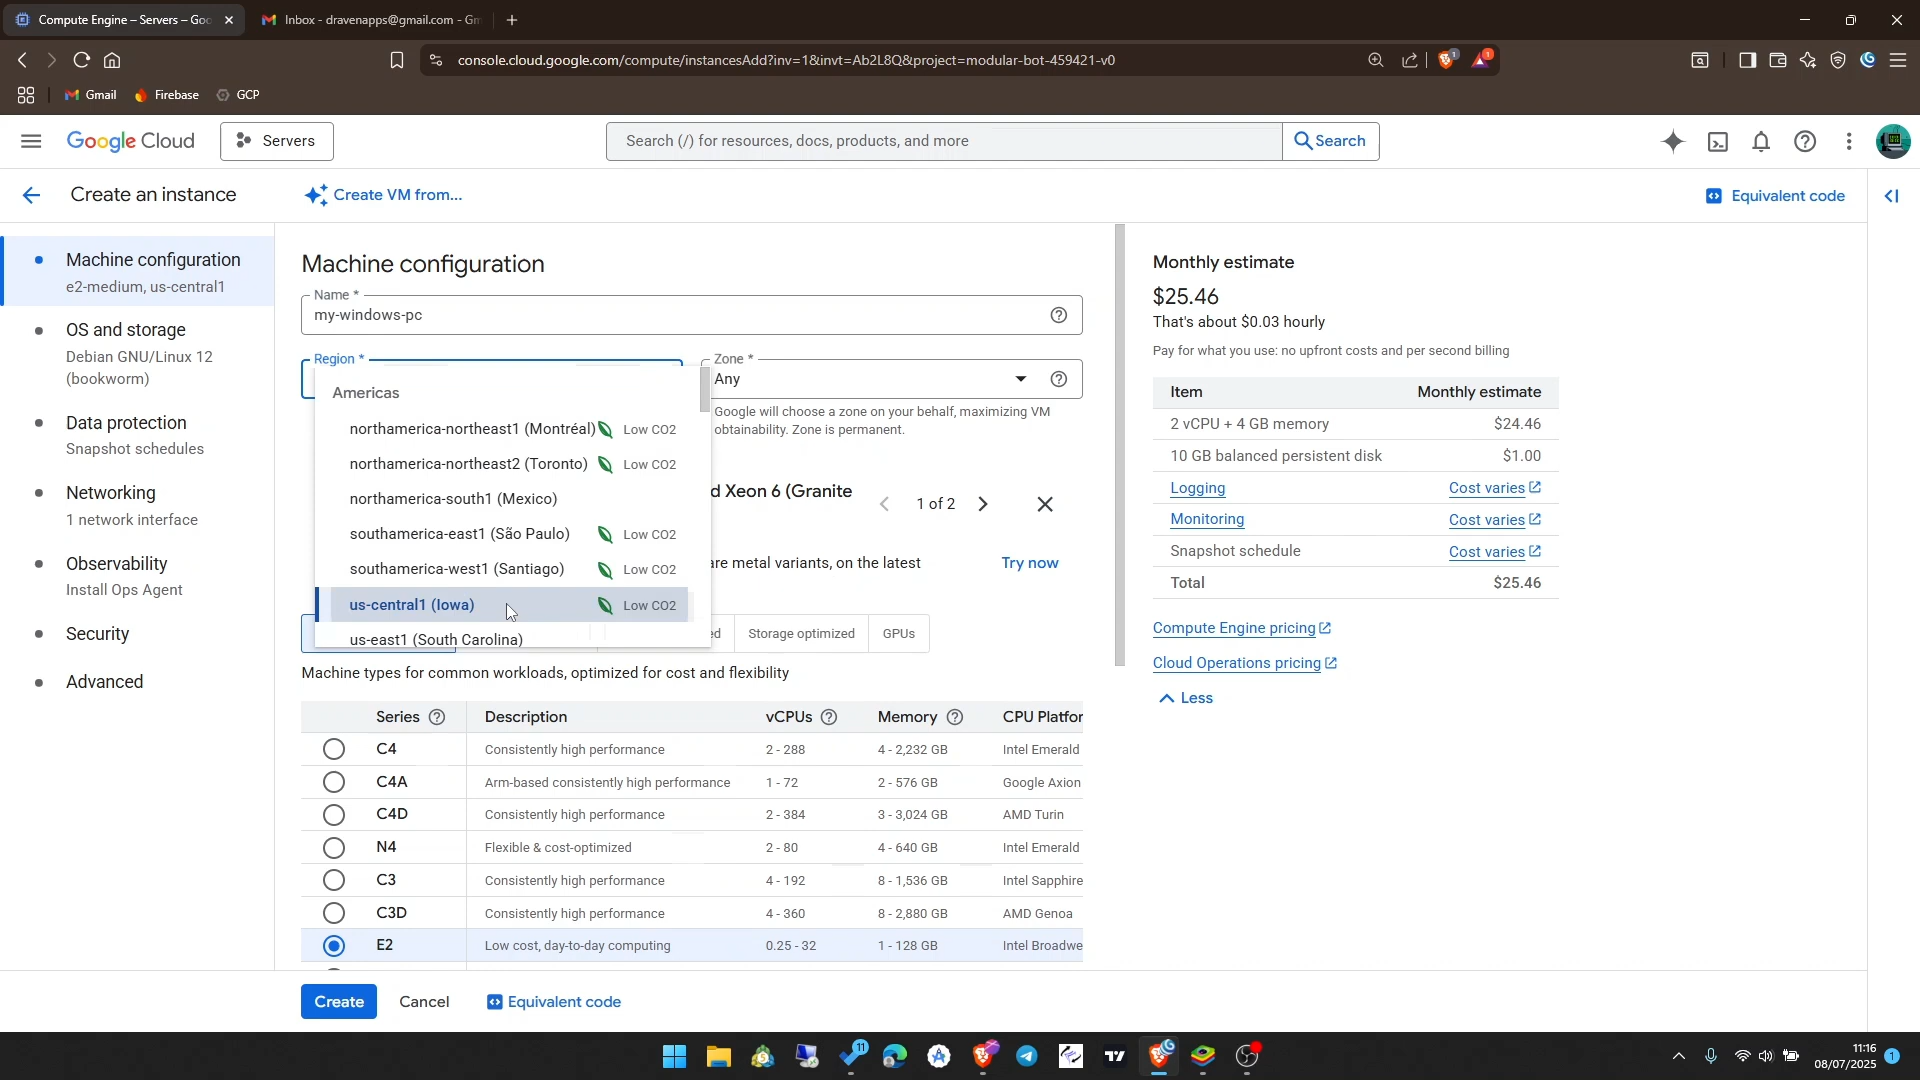 Compute Engine – Servers – Goo
Inbox - dravenapps@gmail.com - Gm
console.cloud.google.com/compute/instancesAdd?inv=1&invt=Ab2L8Q&project=modular-bot-459421-v0
1
1
Gmail
Firebase
GCP
Google Cloud
Servers
Search (/) for resources, docs, products, and more
Search
Create an instance
Create VM from...
Equivalent code
Machine configuration
e2-medium, us-central1
OS and storage
Debian GNU/Linux 12
(bookworm)
Data protection
Snapshot schedules
Networking
1 network interface
Observability
Install Ops Agent
Security
Advanced
Machine configuration
Name *
my-windows-pc
Region *
Zone *
Any
Google will choose a zone on your behalf, maximizing VM
obtainability. Zone is permanent.
Americas
northamerica-northeast1 (Montréal) Low CO2
northamerica-northeast2 (Toronto) Low CO2
northamerica-south1 (Mexico)
southamerica-east1 (São Paulo) Low CO2
southamerica-west1 (Santiago) Low CO2
us-central1 (Iowa) Low CO2
us-east1 (South Carolina)
d Xeon 6 (Granite
1 of 2
are metal variants, on the latest
Try now
ed
Storage optimized
GPUs
Machine types for common workloads, optimized for cost and flexibility
Series Description vCPUs Memory CPU Platfor
C4 Consistently high performance 2 - 288 4 - 2,232 GB Intel Emerald
C4A Arm-based consistently high performance 1 - 72 2 - 576 GB Google Axion
C4D Consistently high performance 2 - 384 3 - 3,024 GB AMD Turin
N4 Flexible & cost-optimized 2 - 80 4 - 640 GB Intel Emerald
C3 Consistently high performance 4 - 192 8 - 1,536 GB Intel Sapphire
C3D Consistently high performance 4 - 360 8 - 2,880 GB AMD Genoa
E2 Low cost, day-to-day computing 0.25 - 32 1 - 128 GB Intel Broadwe
Monthly estimate
$25.46
That's about $0.03 hourly
Pay for what you use: no upfront costs and per second billing
Item Monthly estimate
2 vCPU + 4 GB memory $24.46
10 GB balanced persistent disk $1.00
Logging Cost varies
Monitoring Cost varies
Snapshot schedule Cost varies
Total $25.46
Compute Engine pricing
Cloud Operations pricing
Less
Create
Cancel
Equivalent code
11
11:16
08/07/2025
1